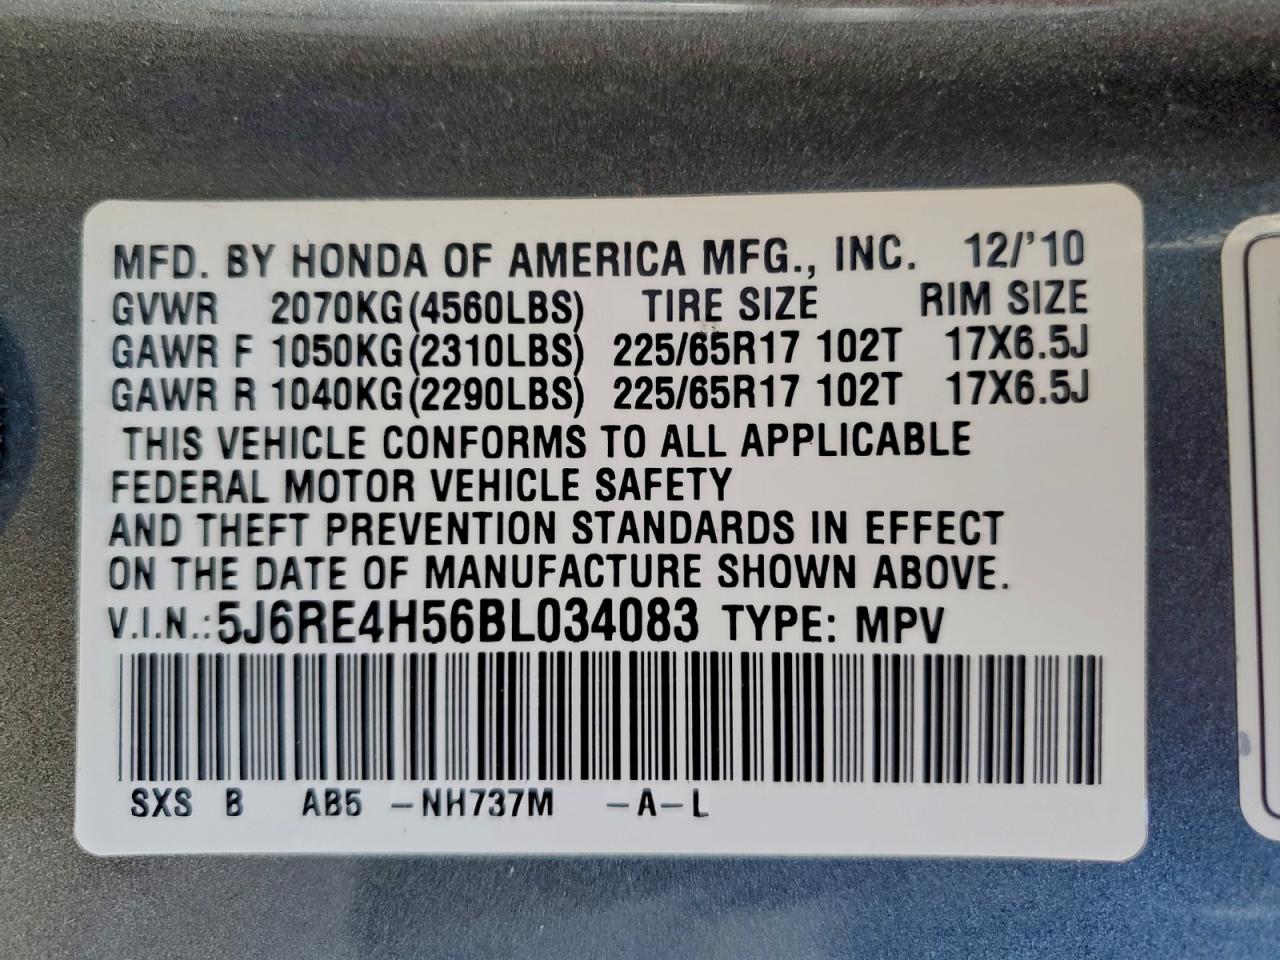 MFD. BY HONDA OF AMERICA MFG., INC. 12/'10
GVWR 2070KG(4560LBS) TIRE SIZE RIM SIZE
GAWR F 1050KG(2310LBS) 225/65R17 102T 17X6.5J
GAWR R 1040KG(2290LBS) 225/65R17 102T 17X6.5J
THIS VEHICLE CONFORMS TO ALL APPLICABLE
FEDERAL MOTOR VEHICLE SAFETY
AND THEFT PREVENTION STANDARDS IN EFFECT
ON THE DATE OF MANUFACTURE SHOWN ABOVE.
V.I.N.:5J6RE4H56BL034083 TYPE: MPV
SXS B AB5 -NH737M -A-L